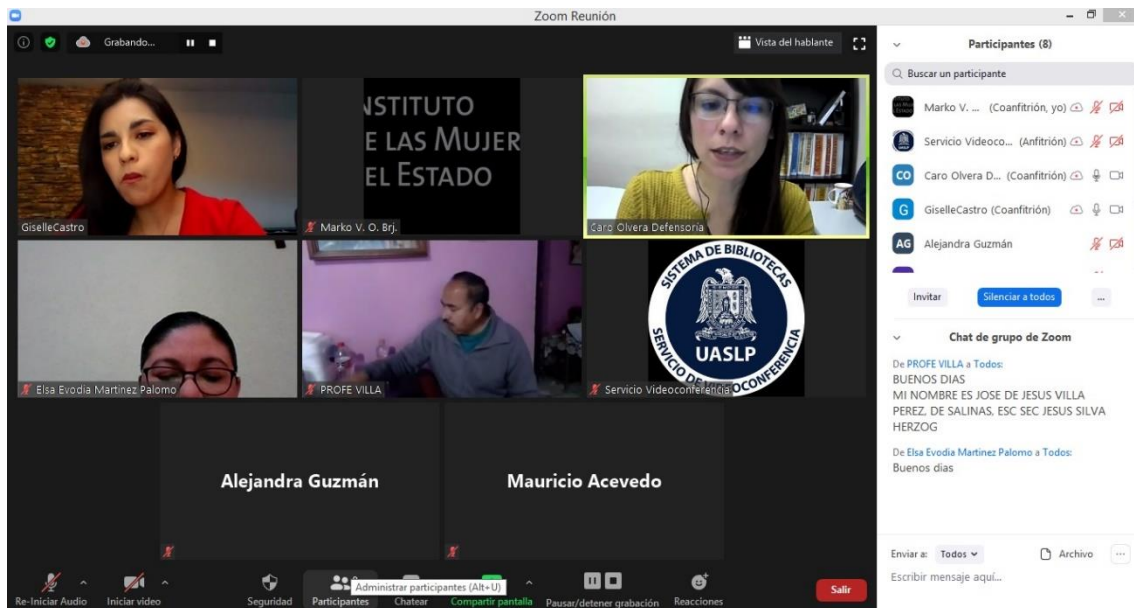 Zoom Reunión
Grabando...
Vista del hablante
GiselleCastro
NSTITUTO
E LAS MUJER
EL ESTADO
Marko V. O. Brj.
Caro Olvera Defensoría
Elsa Evodia Martinez Palomo
PROFE VILLA
SISTEMA DE BIBLIOTECAS
UASLP
SERVICIO DE VIDEOCONFERENCIA
Servicio Videoconferencia
Alejandra Guzmán
Mauricio Acevedo
Re-Iniciar Audio
Iniciar video
Seguridad
Participantes
Administrar participantes (Alt+U)
Chatear
Compartir pantalla
Pausar/detener grabación
Reacciones
Salir
Participantes (8)
Buscar un participante
Marko V. ... (Coanfitrión, yo)
Servicio Videoco... (Anfitrión)
CO Caro Olvera D... (Coanfitrión)
G GiselleCastro (Coanfitrión)
AG Alejandra Guzmán
Invitar
Silenciar a todos
...
Chat de grupo de Zoom
De PROFE VILLA a Todos:
BUENOS DIAS
MI NOMBRE ES JOSE DE JESUS VILLA
PEREZ, DE SALINAS, ESC SEC JESUS SILVA
HERZOG
De Elsa Evodia Martinez Palomo a Todos:
Buenos dias
Enviar a: Todos
Archivo
...
Escribir mensaje aquí...